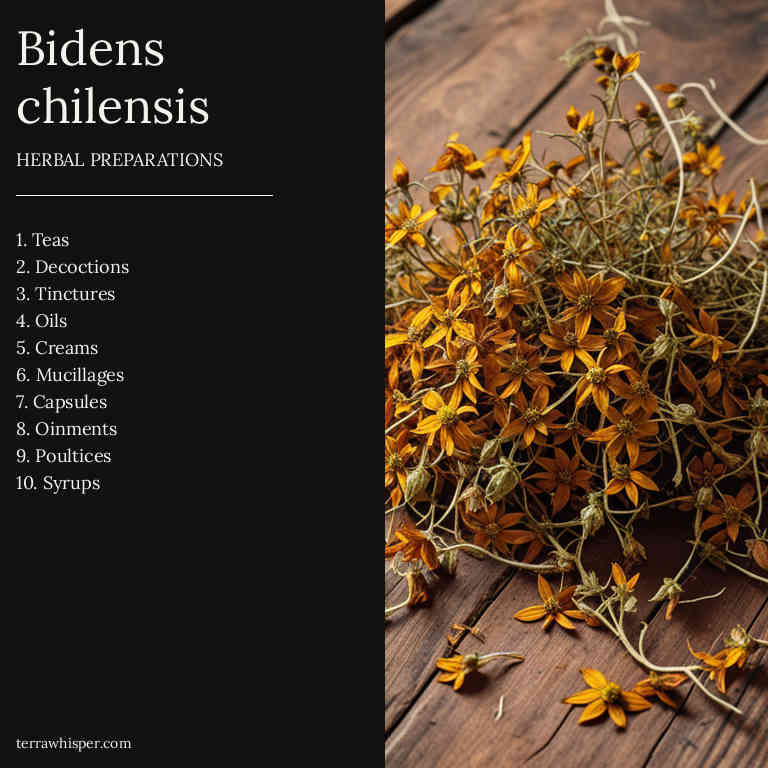 Bidens
chilensis
HERBAL PREPARATIONS
1. Teas
2. Decoctions
3. Tinctures
4. Oils
5. Creams
6. Mucillages
7. Capsules
8. Oinments
9. Poultices
10. Syrups
terrawhisper.com